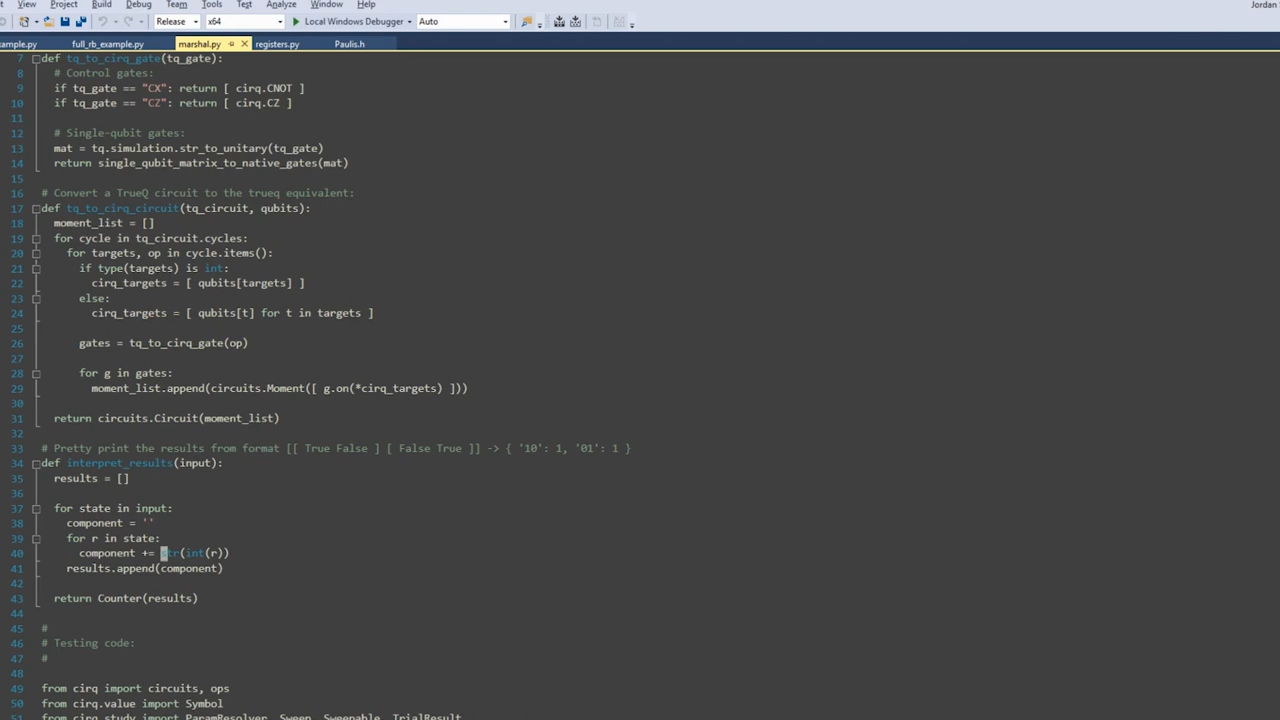 View Project Build Debug Team Tools Test Analyze Window Help Jordan
Release x64 Local Windows Debugger Auto
ample.py full_rb_example.py marshal.py registers.py Paulis.h
7 def tq_to_cirq_gate(tq_gate):
8 # Control gates:
9 if tq_gate == "CX": return [ cirq.CNOT ]
10 if tq_gate == "CZ": return [ cirq.CZ ]
11
12 # Single-qubit gates:
13 mat = tq.simulation.str_to_unitary(tq_gate)
14 return single_qubit_matrix_to_native_gates(mat)
15
16 # Convert a TrueQ circuit to the trueq equivalent:
17 def tq_to_cirq_circuit(tq_circuit, qubits):
18 moment_list = []
19 for cycle in tq_circuit.cycles:
20 for targets, op in cycle.items():
21 if type(targets) is int:
22 cirq_targets = [ qubits[targets] ]
23 else:
24 cirq_targets = [ qubits[t] for t in targets ]
25
26 gates = tq_to_cirq_gate(op)
27
28 for g in gates:
29 moment_list.append(circuits.Moment([ g.on(*cirq_targets) ]))
30
31 return circuits.Circuit(moment_list)
32
33 # Pretty print the results from format [[ True False ] [ False True ]] -> { '10': 1, '01': 1 }
34 def interpret_results(input):
35 results = []
36
37 for state in input:
38 component = ''
39 for r in state:
40 component += str(int(r))
41 results.append(component)
42
43 return Counter(results)
44
45 #
46 # Testing code:
47 #
48
49 from cirq import circuits, ops
50 from cirq.value import Symbol
51 from cirq.study import ParamResolver, Sweep, Sweepable, TrialResult